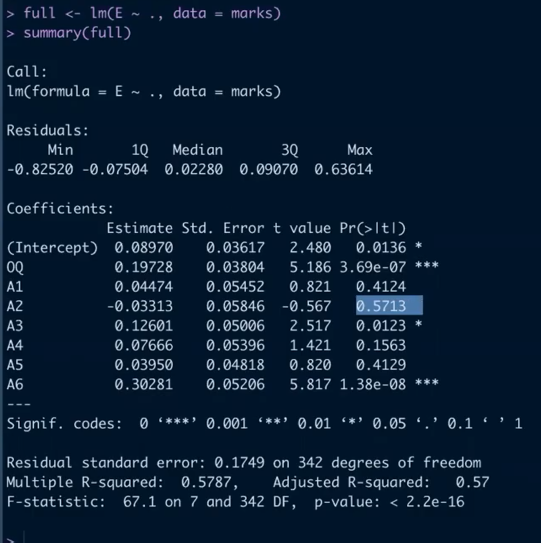 > full <- lm(E ~ ., data = marks)
> summary(full)
Call:
lm(formula = E ~ ., data = marks)
Residuals:
     Min       1Q   Median       3Q      Max
-0.82520 -0.07504  0.02280  0.09070  0.63614
Coefficients:
            Estimate Std. Error t value Pr(>|t|)
(Intercept)  0.08970    0.03617   2.480   0.0136 *
OQ           0.19728    0.03804   5.186 3.69e-07 ***
A1           0.04474    0.05452   0.821   0.4124
A2          -0.03313    0.05846  -0.567   0.5713
A3           0.12601    0.05006   2.517   0.0123 *
A4           0.07666    0.05396   1.421   0.1563
A5           0.03950    0.04818   0.820   0.4129
A6           0.30281    0.05206   5.817 1.38e-08 ***
---
Signif. codes:  0 ‘***’ 0.001 ‘**’ 0.01 ‘*’ 0.05 ‘.’ 0.1 ‘ ’ 1
Residual standard error: 0.1749 on 342 degrees of freedom
Multiple R-squared:  0.5787,    Adjusted R-squared:   0.57
F-statistic:  67.1 on 7 and 342 DF,  p-value: < 2.2e-16
>